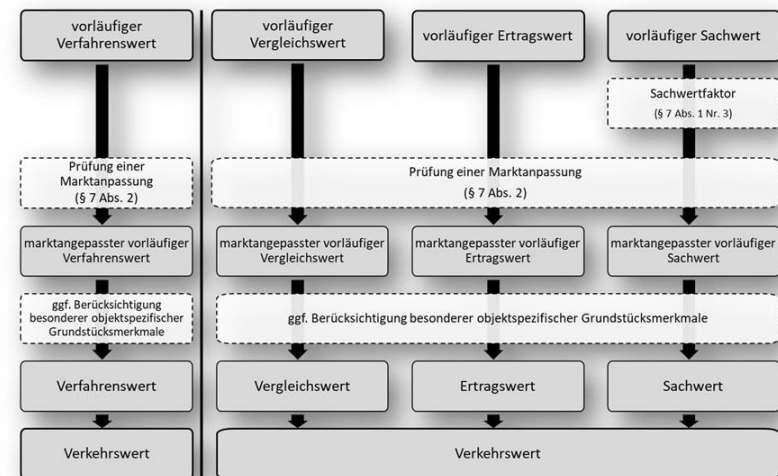 vorläufiger
Verfahrenswert
vorläufiger
Vergleichswert
vorläufiger Ertragswert
vorläufiger Sachwert
Sachwertfaktor
(§ 7 Abs. 1 Nr. 3)
Prüfung einer
Marktanpassung
(§ 7 Abs. 2)
Prüfung einer Marktanpassung
(§ 7 Abs. 2)
marktangepasster vorläufiger
Verfahrenswert
marktangepasster vorläufiger
Vergleichswert
marktangepasster vorläufiger
Ertragswert
marktangepasster vorläufiger
Sachwert
ggf. Berücksichtigung
besonderer objektspezifischer
Grundstücksmerkmale
ggf. Berücksichtigung besonderer objektspezifischer Grundstücksmerkmale
Verfahrenswert
Vergleichswert
Ertragswert
Sachwert
Verkehrswert
Verkehrswert